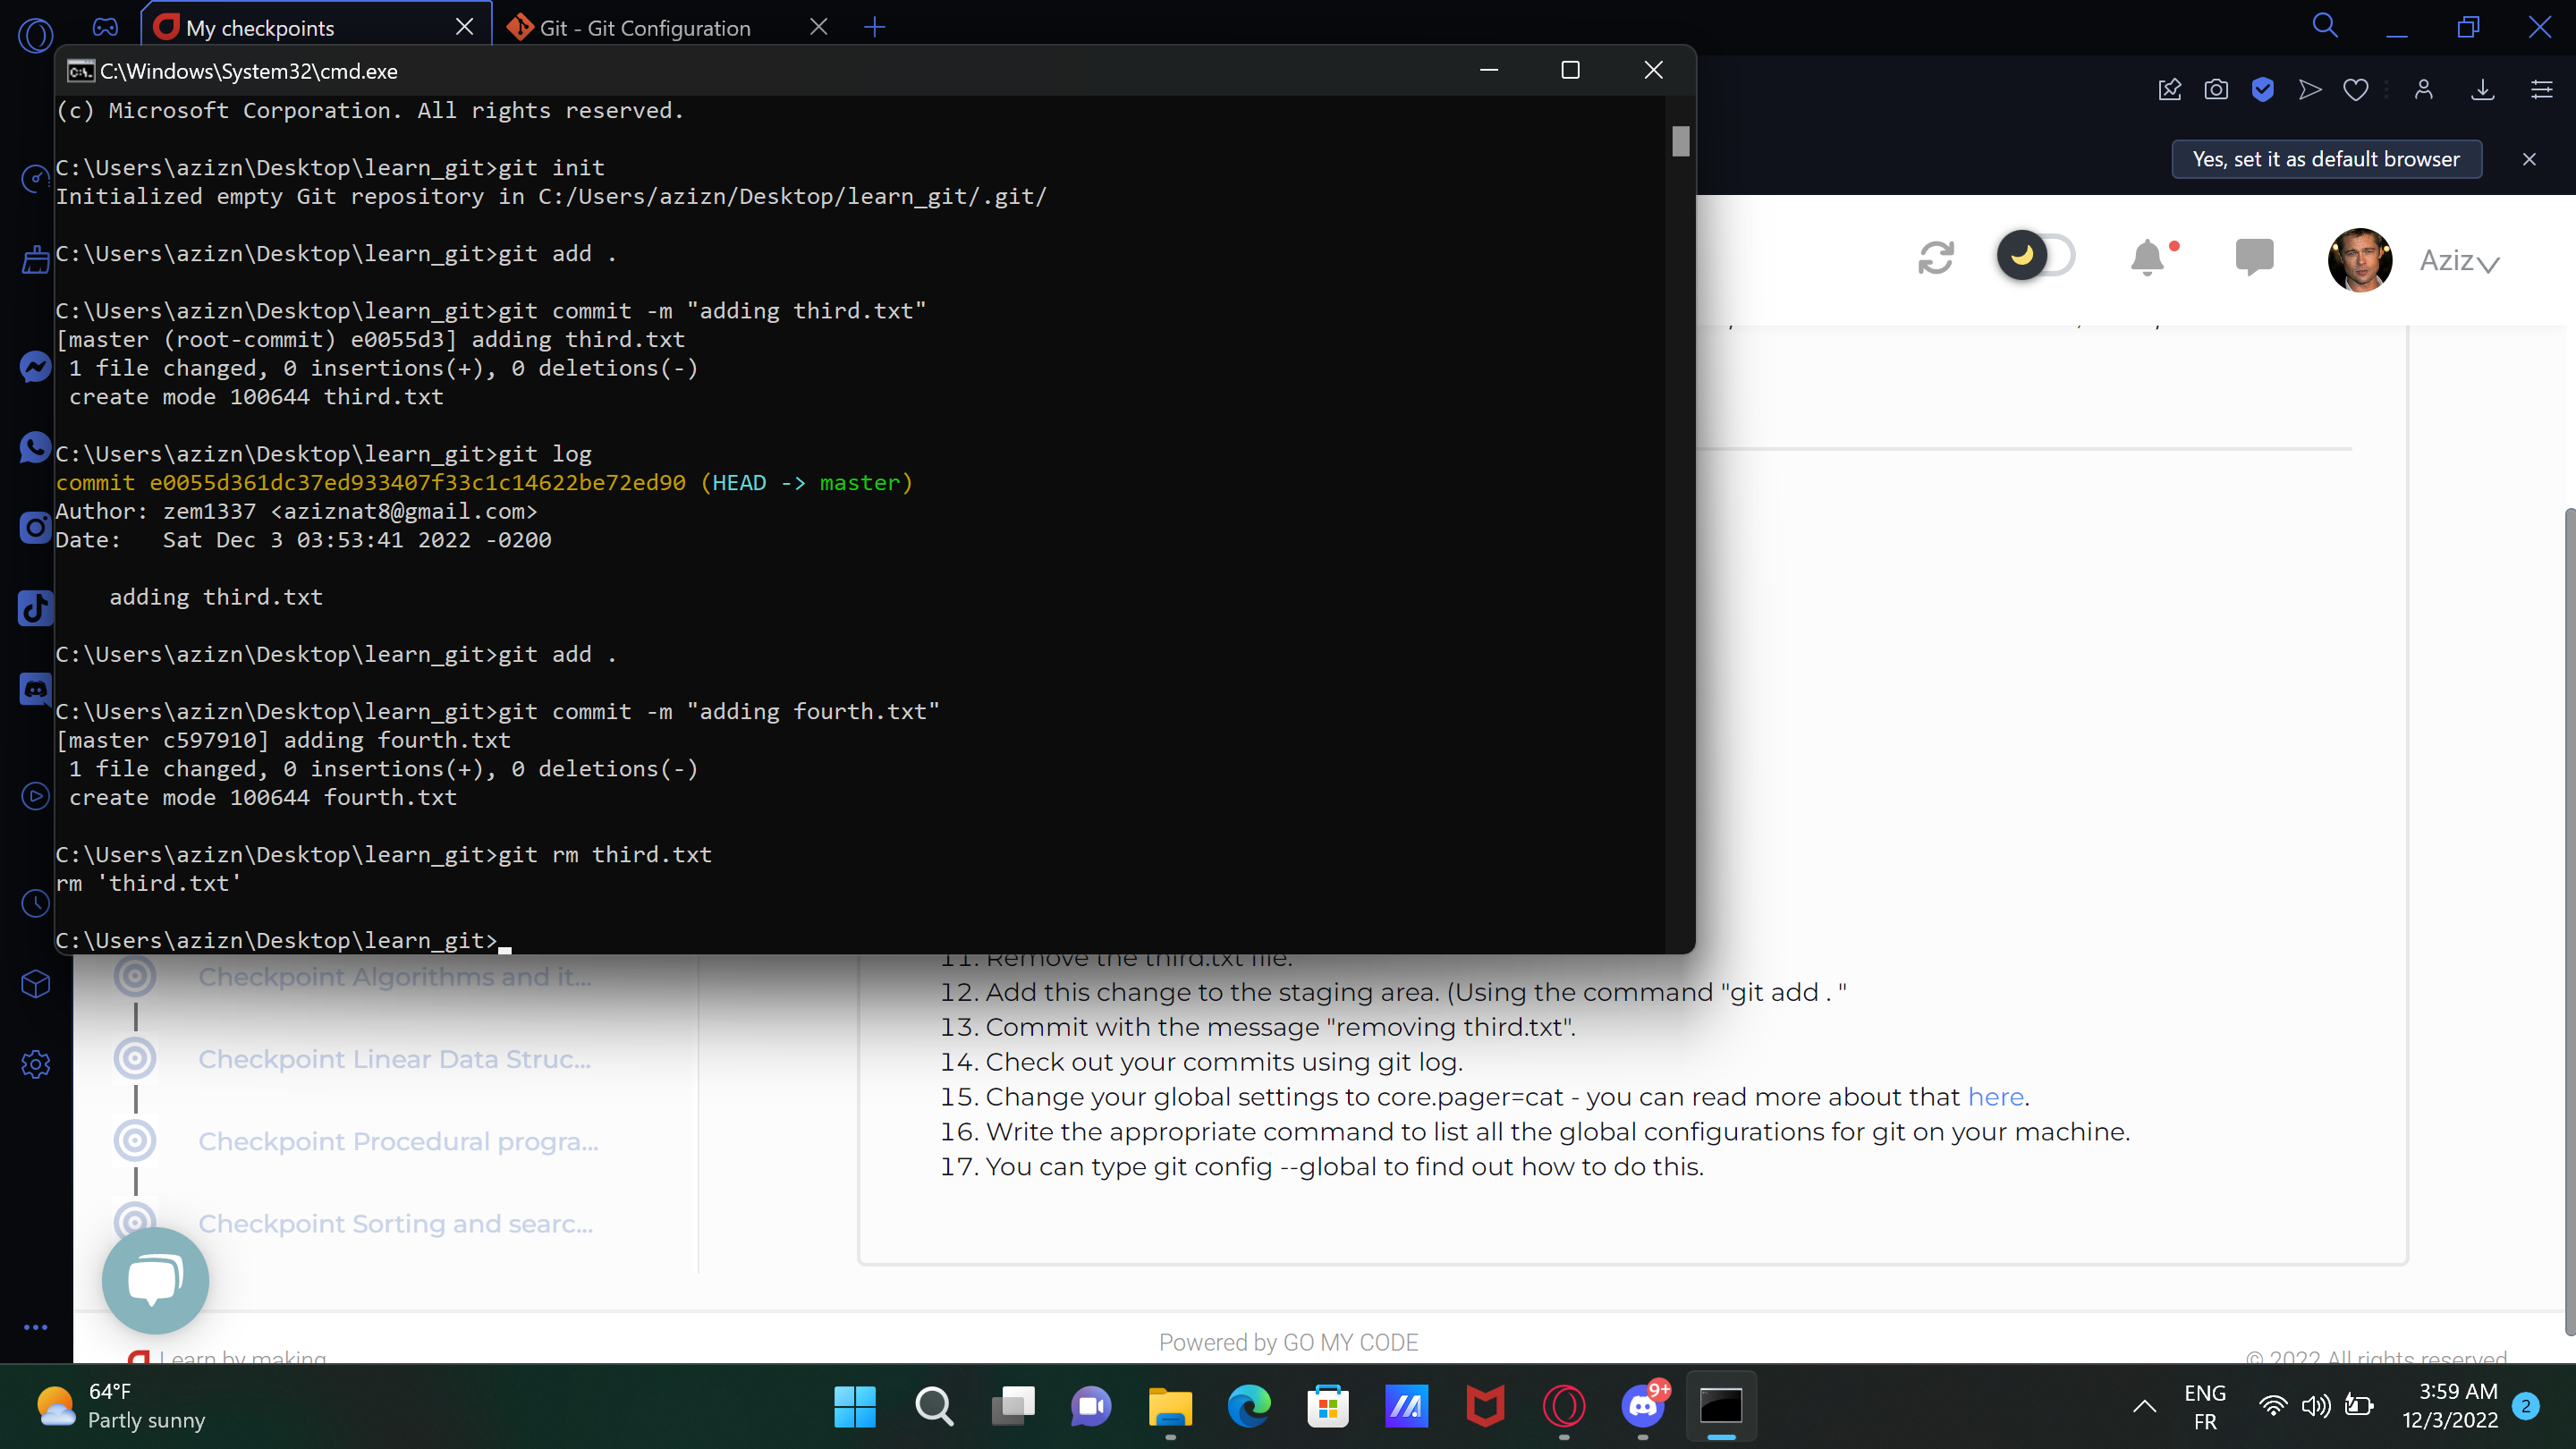 My checkpoints
Git - Git Configuration
C:\Windows\System32\cmd.exe
(c) Microsoft Corporation. All rights reserved.
C:\Users\azizn\Desktop\learn_git>git init
Initialized empty Git repository in C:/Users/azizn/Desktop/learn_git/.git/
C:\Users\azizn\Desktop\learn_git>git add .
C:\Users\azizn\Desktop\learn_git>git commit -m "adding third.txt"
[master (root-commit) e0055d3] adding third.txt
1 file changed, 0 insertions(+), 0 deletions(-)
create mode 100644 third.txt
C:\Users\azizn\Desktop\learn_git>git log
commit e0055d361dc37ed933407f33c1c14622be72ed90 (HEAD -> master)
Author: zem1337 <aziznat8@gmail.com>
Date:   Sat Dec 3 03:53:41 2022 -0200
adding third.txt
C:\Users\azizn\Desktop\learn_git>git add .
C:\Users\azizn\Desktop\learn_git>git commit -m "adding fourth.txt"
[master c597910] adding fourth.txt
1 file changed, 0 insertions(+), 0 deletions(-)
create mode 100644 fourth.txt
C:\Users\azizn\Desktop\learn_git>git rm third.txt
rm 'third.txt'
C:\Users\azizn\Desktop\learn_git>
Yes, set it as default browser
Aziz
11. Remove the third.txt file.
12. Add this change to the staging area. (Using the command "git add . "
13. Commit with the message "removing third.txt".
14. Check out your commits using git log.
15. Change your global settings to core.pager=cat - you can read more about that here.
16. Write the appropriate command to list all the global configurations for git on your machine.
17. You can type git config --global to find out how to do this.
Checkpoint Algorithms and it...
Checkpoint Linear Data Struc...
Checkpoint Procedural progra...
Checkpoint Sorting and searc...
Powered by GO MY CODE
Learn by making
© 2022 All rights reserved
64°F
Partly sunny
9+
ENG
FR
3:59 AM
12/3/2022
2